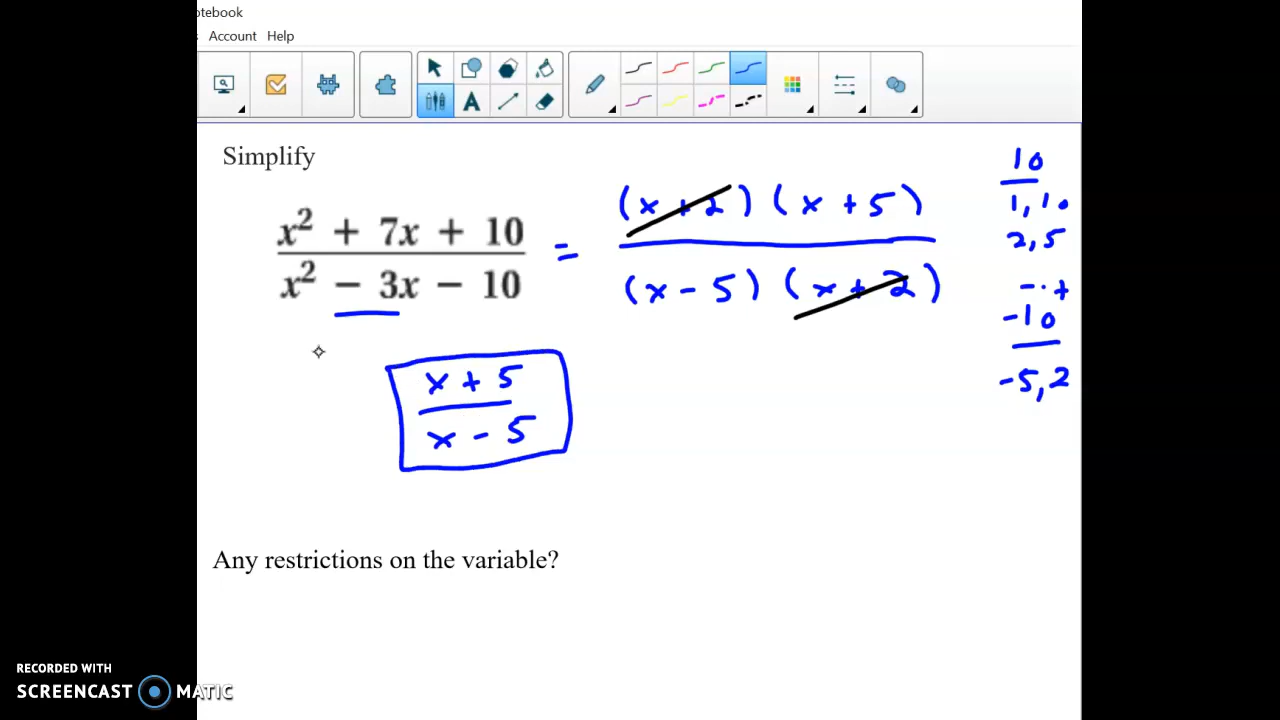 otebook
Account Help
Simplify
x² + 7x + 10
x² − 3x − 10
=
(x + 2) (x + 5)
(x − 5) (x + 2)
10
1, 10
2, 5
- · +
-10
-5, 2
x + 5
x − 5
Any restrictions on the variable?
RECORDED WITH
SCREENCAST MATIC